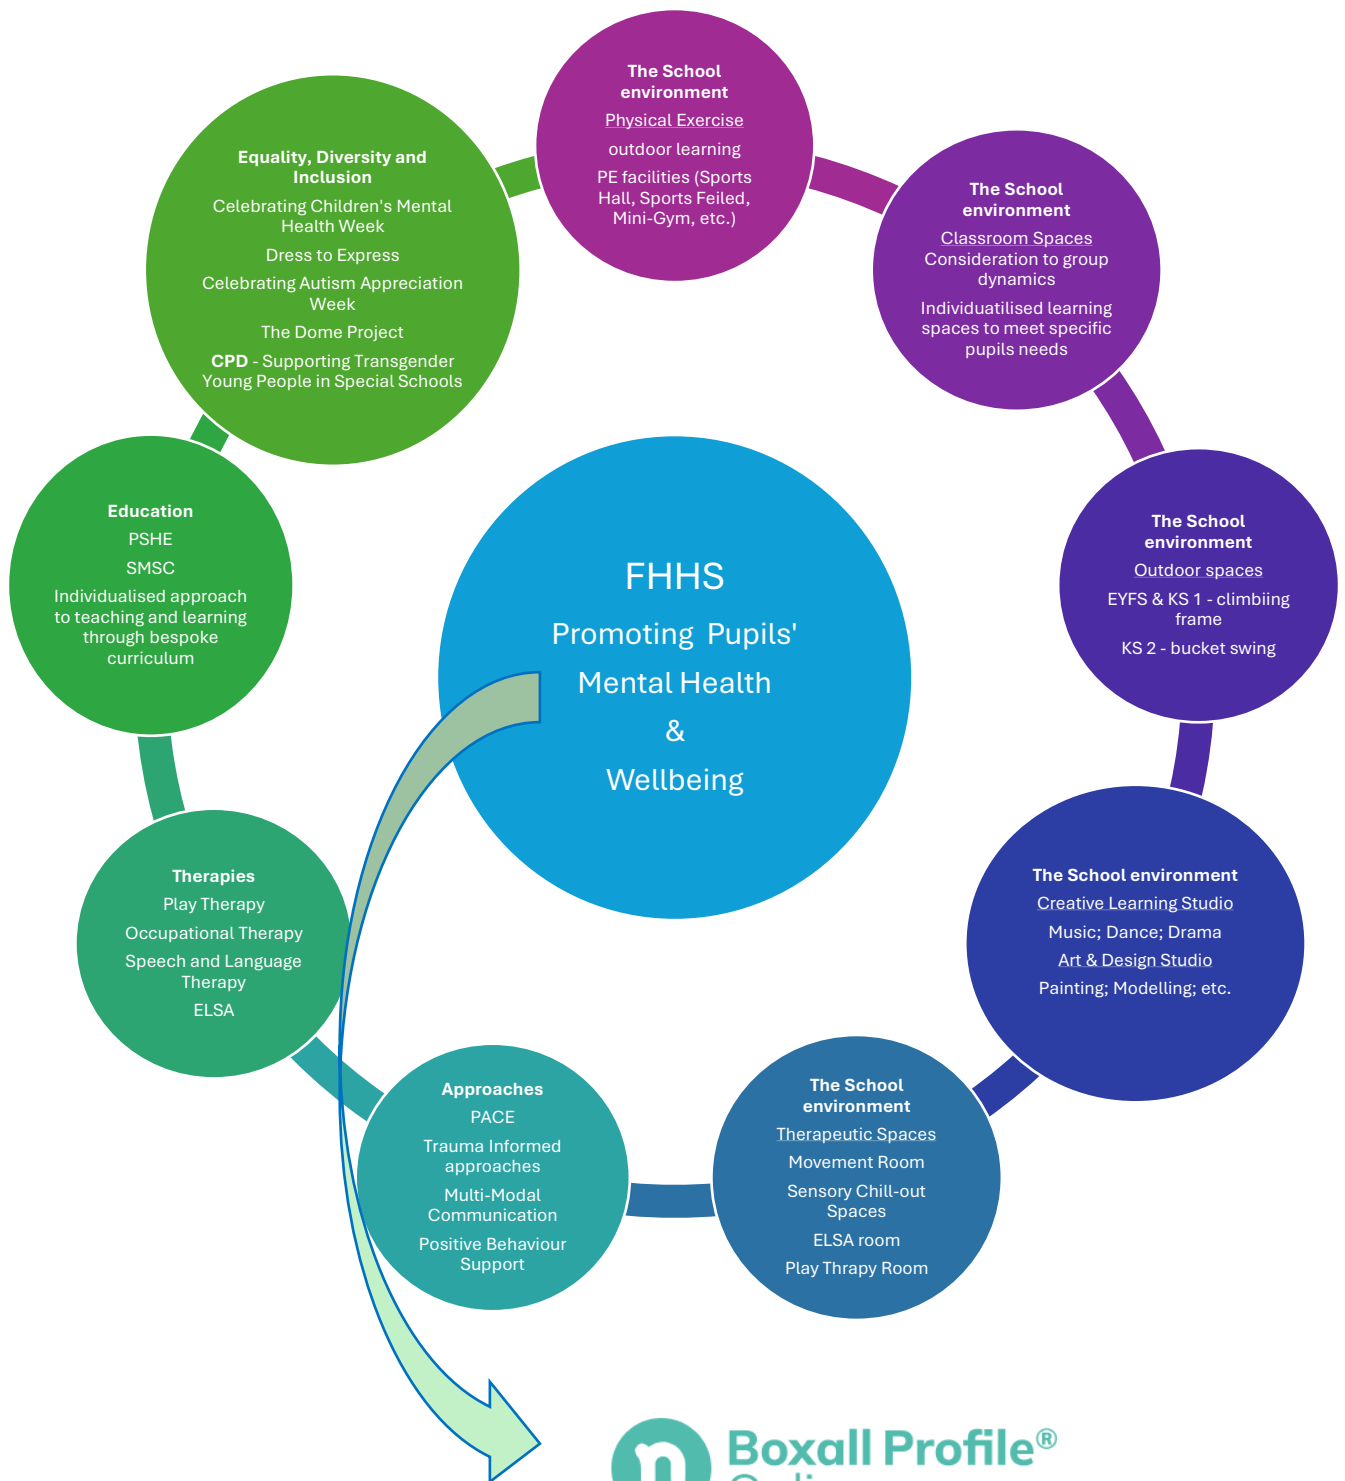 The School
environment
Physical Exercise
outdoor learning
PE facilities (Sports
Hall, Sports Feiled,
Mini-Gym, etc.)
The School
environment
Classroom Spaces
Consideration to group
dynamics
Individuatilised learning
spaces to meet specific
pupils needs
The School
environment
Outdoor spaces
EYFS & KS 1 - climbiing
frame
KS 2 - bucket swing
The School environment
Creative Learning Studio
Music; Dance; Drama
Art & Design Studio
Painting; Modelling; etc.
The School
environment
Therapeutic Spaces
Movement Room
Sensory Chill-out
Spaces
ELSA room
Play Thrapy Room
Approaches
PACE
Trauma Informed
approaches
Multi-Modal
Communication
Positive Behaviour
Support
Therapies
Play Therapy
Occupational Therapy
Speech and Language
Therapy
ELSA
Education
PSHE
SMSC
Individualised approach
to teaching and learning
through bespoke
curriculum
Equality, Diversity and
Inclusion
Celebrating Children's Mental
Health Week
Dress to Express
Celebrating Autism Appreciation
Week
The Dome Project
CPD - Supporting Transgender
Young People in Special Schools
FHHS
Promoting Pupils'
Mental Health
&
Wellbeing
n
Boxall Profile®